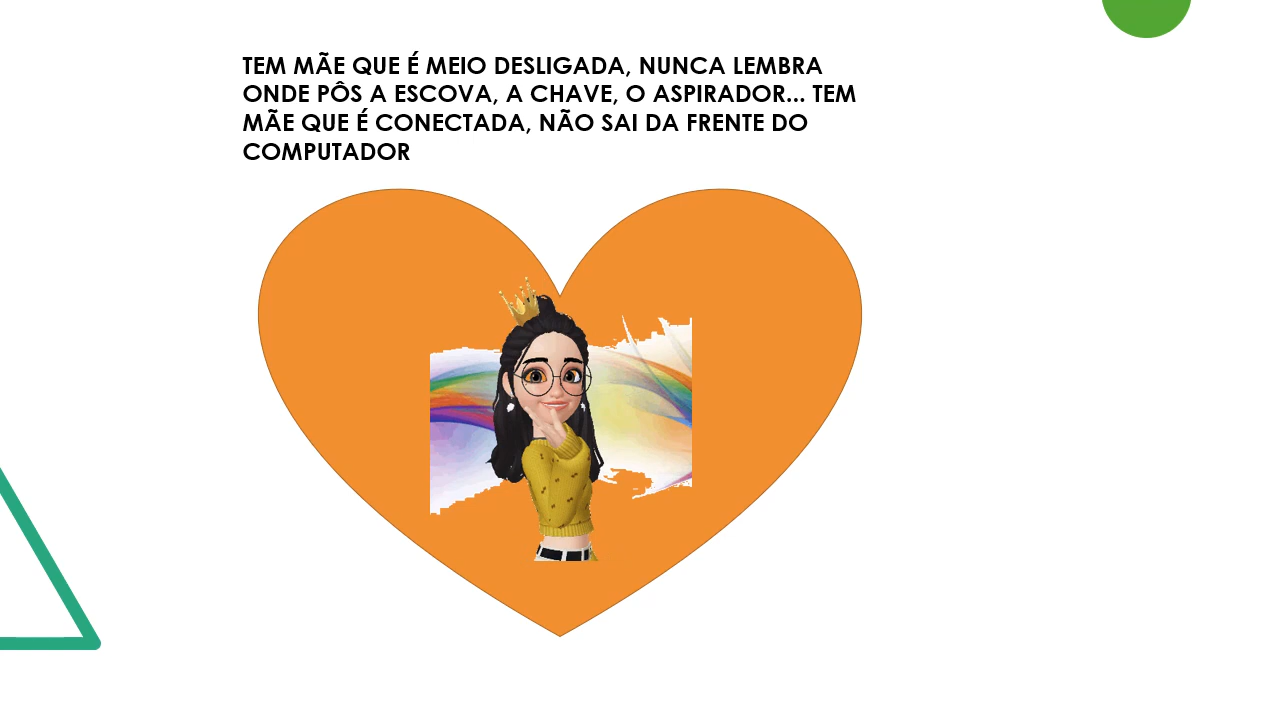 TEM MÃE QUE É MEIO DESLIGADA, NUNCA LEMBRA
ONDE PÔS A ESCOVA, A CHAVE, O ASPIRADOR... TEM
MÃE QUE É CONECTADA, NÃO SAI DA FRENTE DO
COMPUTADOR